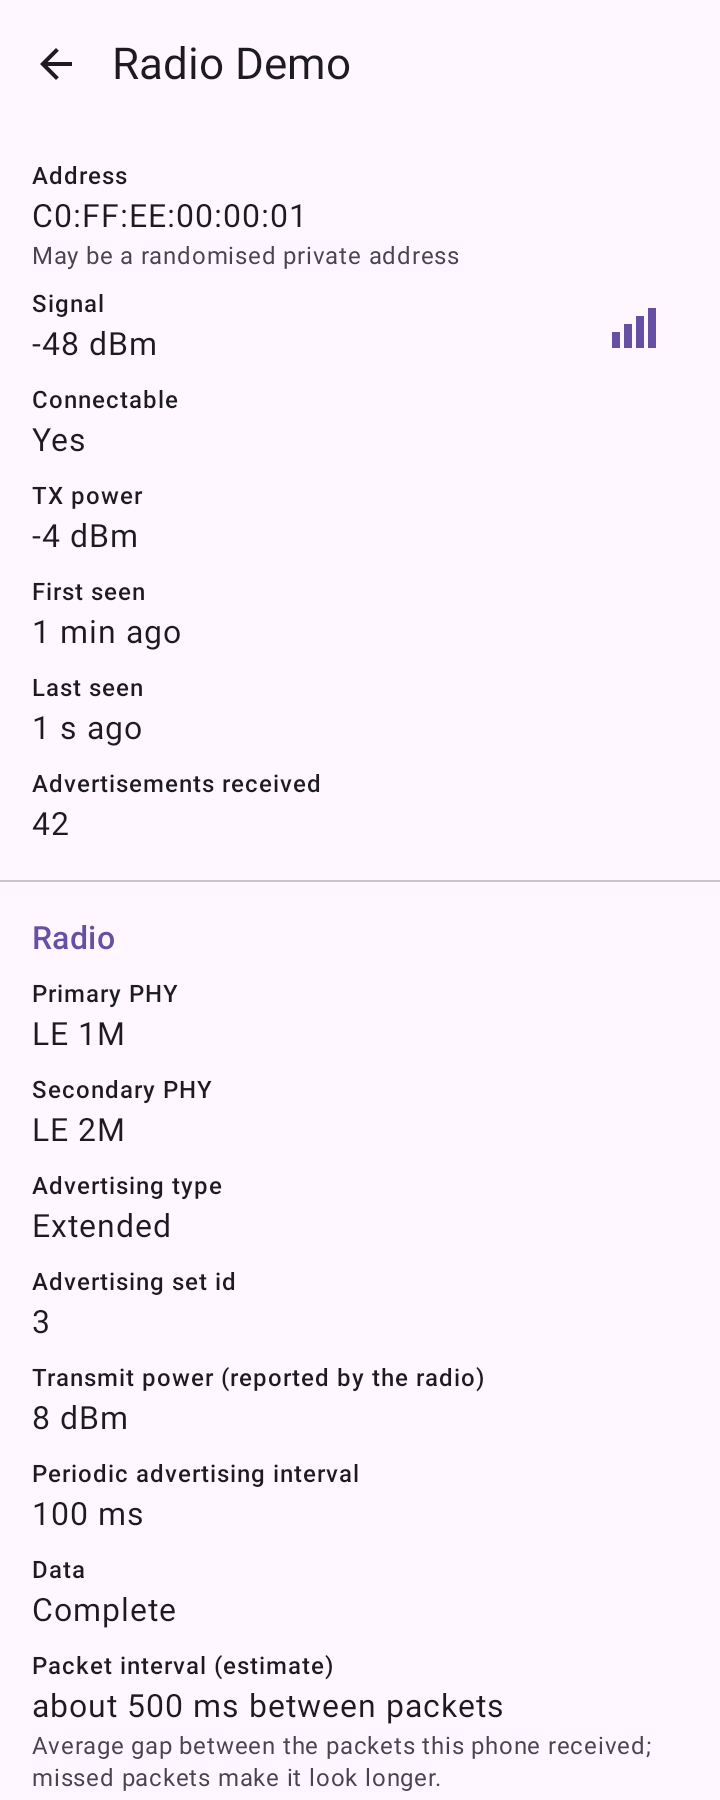 Radio Demo
Address
C0:FF:EE:00:00:01
May be a randomised private address
Signal
-48 dBm
Connectable
Yes
TX power
-4 dBm
First seen
1 min ago
Last seen
1 s ago
Advertisements received
42
Radio
Primary PHY
LE 1M
Secondary PHY
LE 2M
Advertising type
Extended
Advertising set id
3
Transmit power (reported by the radio)
8 dBm
Periodic advertising interval
100 ms
Data
Complete
Packet interval (estimate)
about 500 ms between packets
Average gap between the packets this phone received;
missed packets make it look longer.